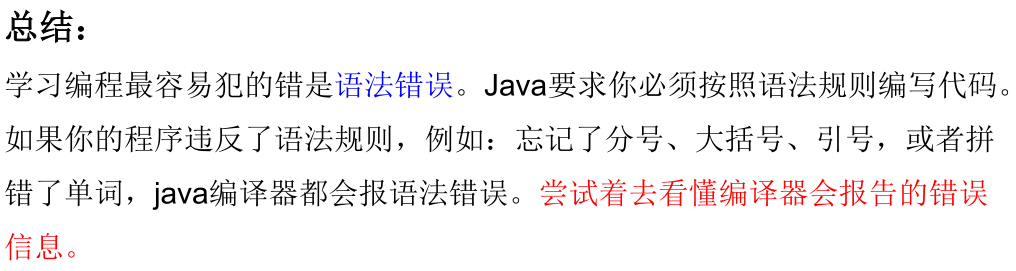 总结：
学习编程最容易犯的错是语法错误。Java要求你必须按照语法规则编写代码。
如果你的程序违反了语法规则，例如：忘记了分号、大括号、引号，或者拼
错了单词，java编译器都会报语法错误。尝试着去看懂编译器会报告的错误
信息。